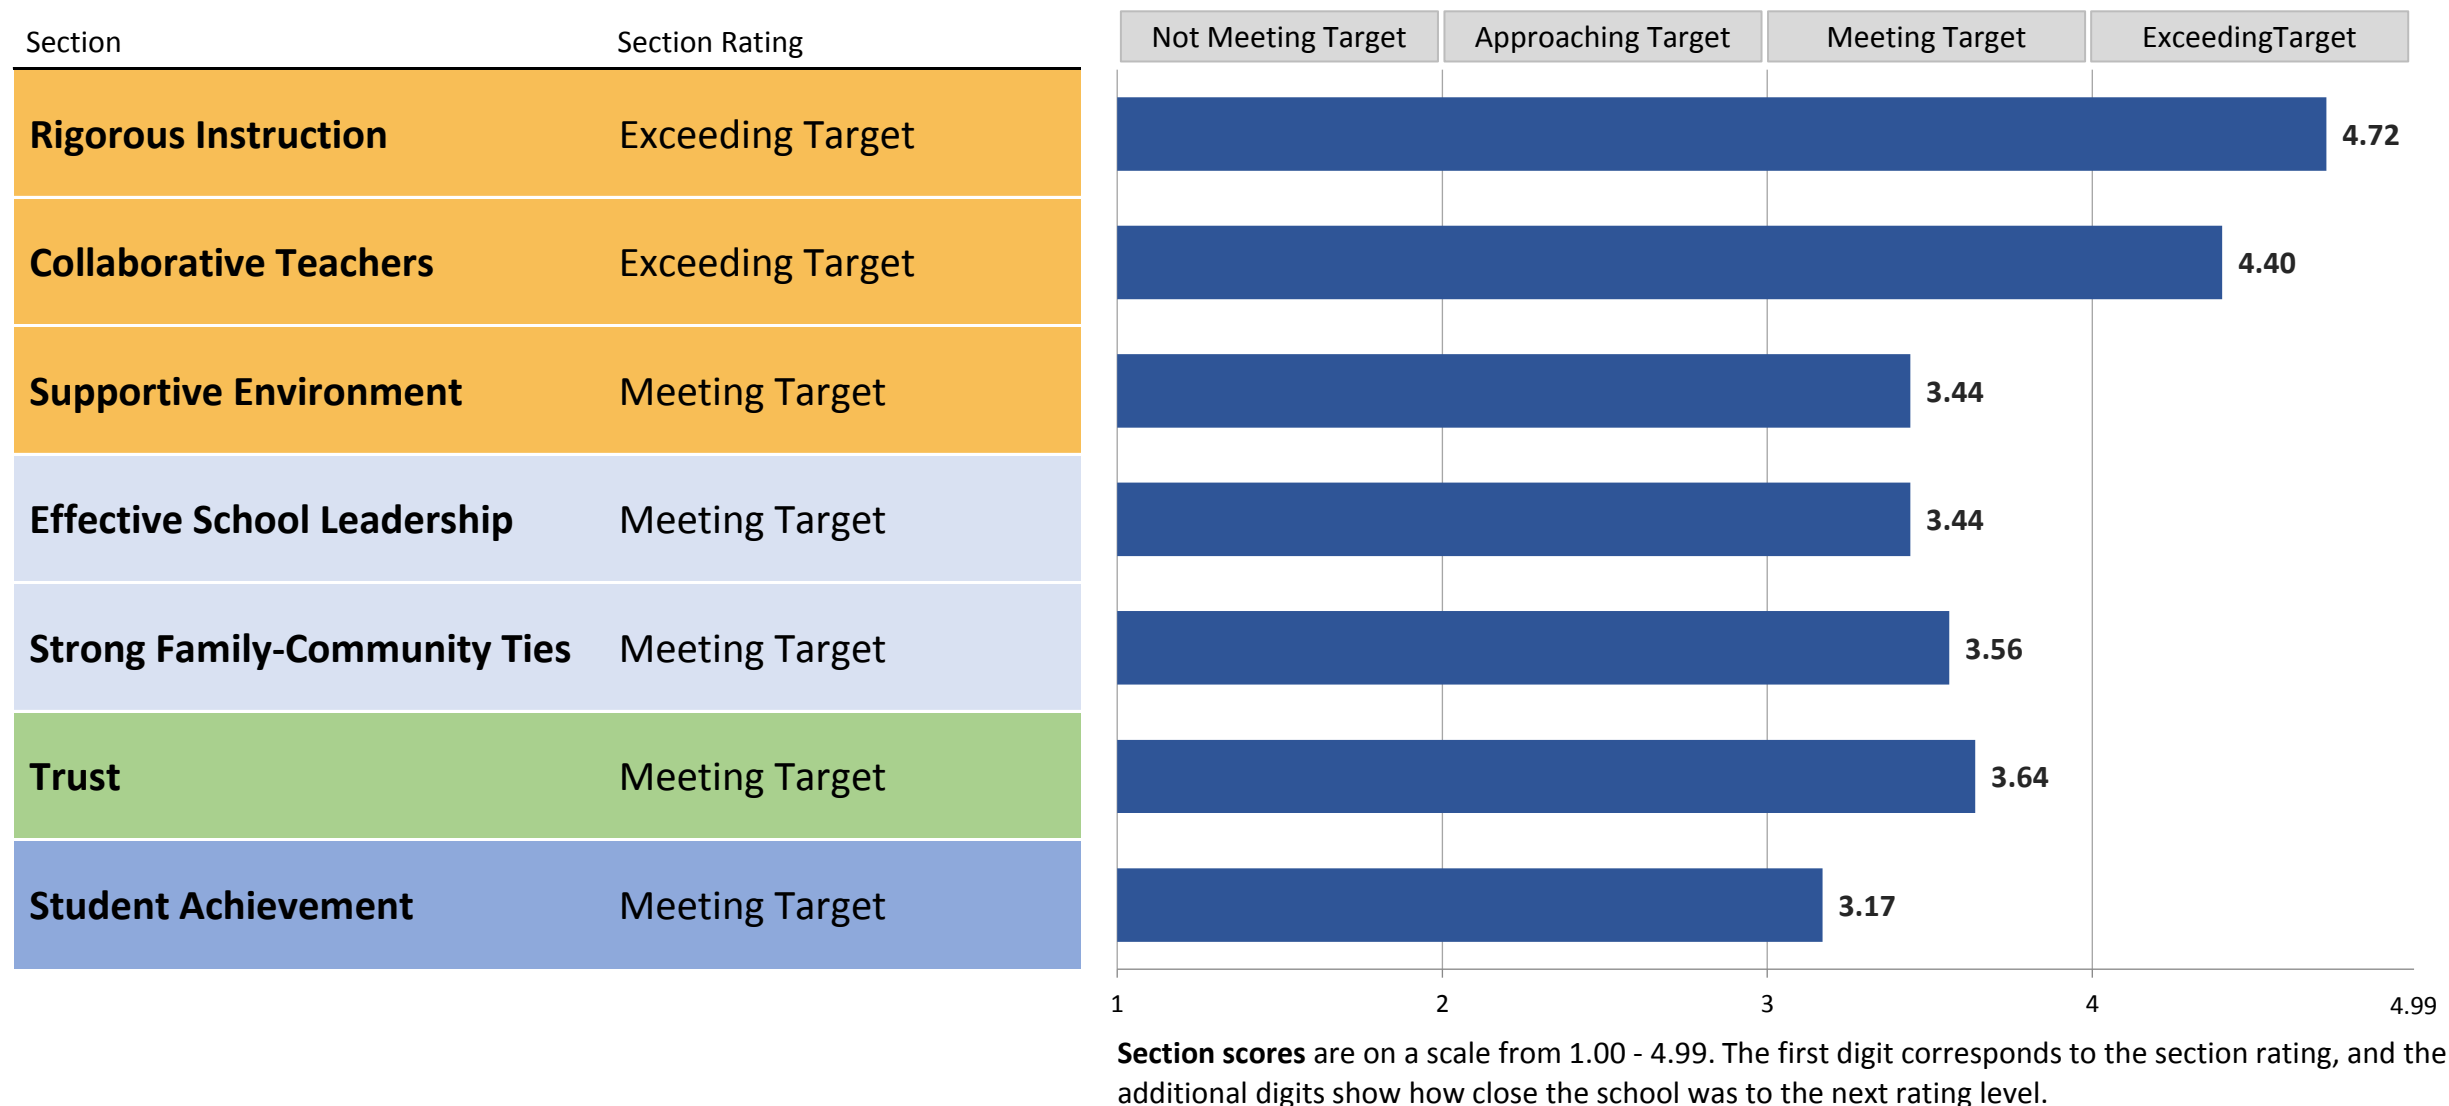 Section Section Rating Not Meeting Target Approaching Target Meeting Target ExceedingTarget
Rigorous Instruction Exceeding Target 4.72
Collaborative Teachers Exceeding Target 4.40
Supportive Environment Meeting Target 3.44
Effective School Leadership Meeting Target 3.44
Strong Family-Community Ties Meeting Target 3.56
Trust Meeting Target 3.64
Student Achievement Meeting Target 3.17
1 2 3 4 4.99
Section scores are on a scale from 1.00 - 4.99. The first digit corresponds to the section rating, and the
additional digits show how close the school was to the next rating level.